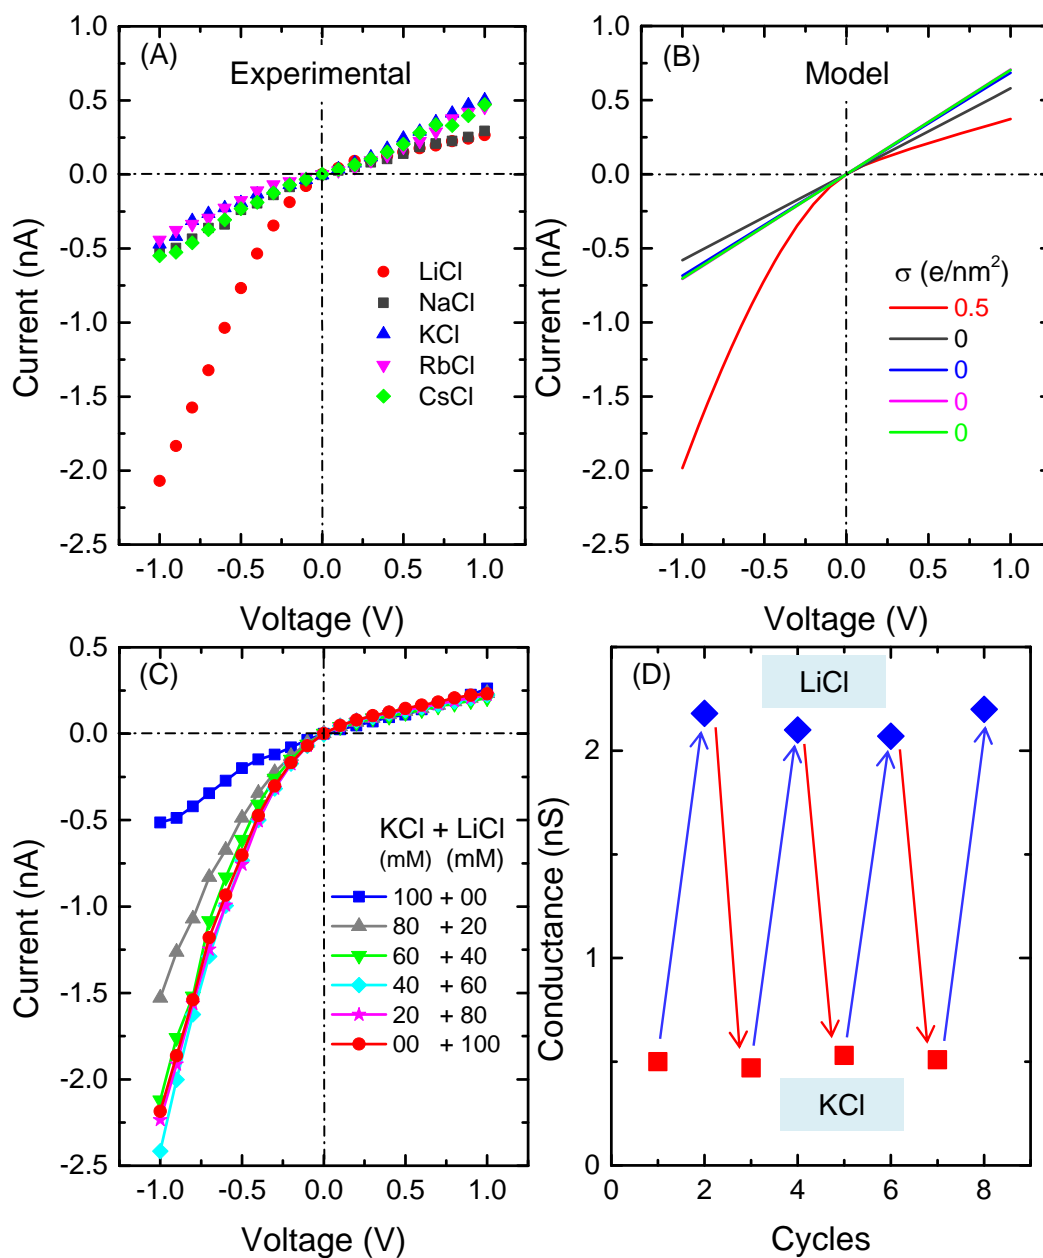 (A)
Experimental
1.0
0.5
0.0
-0.5
-1.0
-1.5
-2.0
-2.5
Current (nA)
LiCl
NaCl
KCl
RbCl
CsCl
-1.0 -0.5 0.0 0.5 1.0
Voltage (V)
(B)
Model
1.0
0.5
0.0
-0.5
-1.0
-1.5
-2.0
-2.5
Current (nA)
σ (e/nm²)
0.5
0
0
0
0
-1.0 -0.5 0.0 0.5 1.0
Voltage (V)
(C)
0.5
0.0
-0.5
-1.0
-1.5
-2.0
-2.5
Current (nA)
KCl + LiCl
(mM) (mM)
100 + 00
80 + 20
60 + 40
40 + 60
20 + 80
00 + 100
-1.0 -0.5 0.0 0.5 1.0
Voltage (V)
(D)
LiCl
2
0
Conductance (nS)
KCl
0 2 4 6 8
Cycles